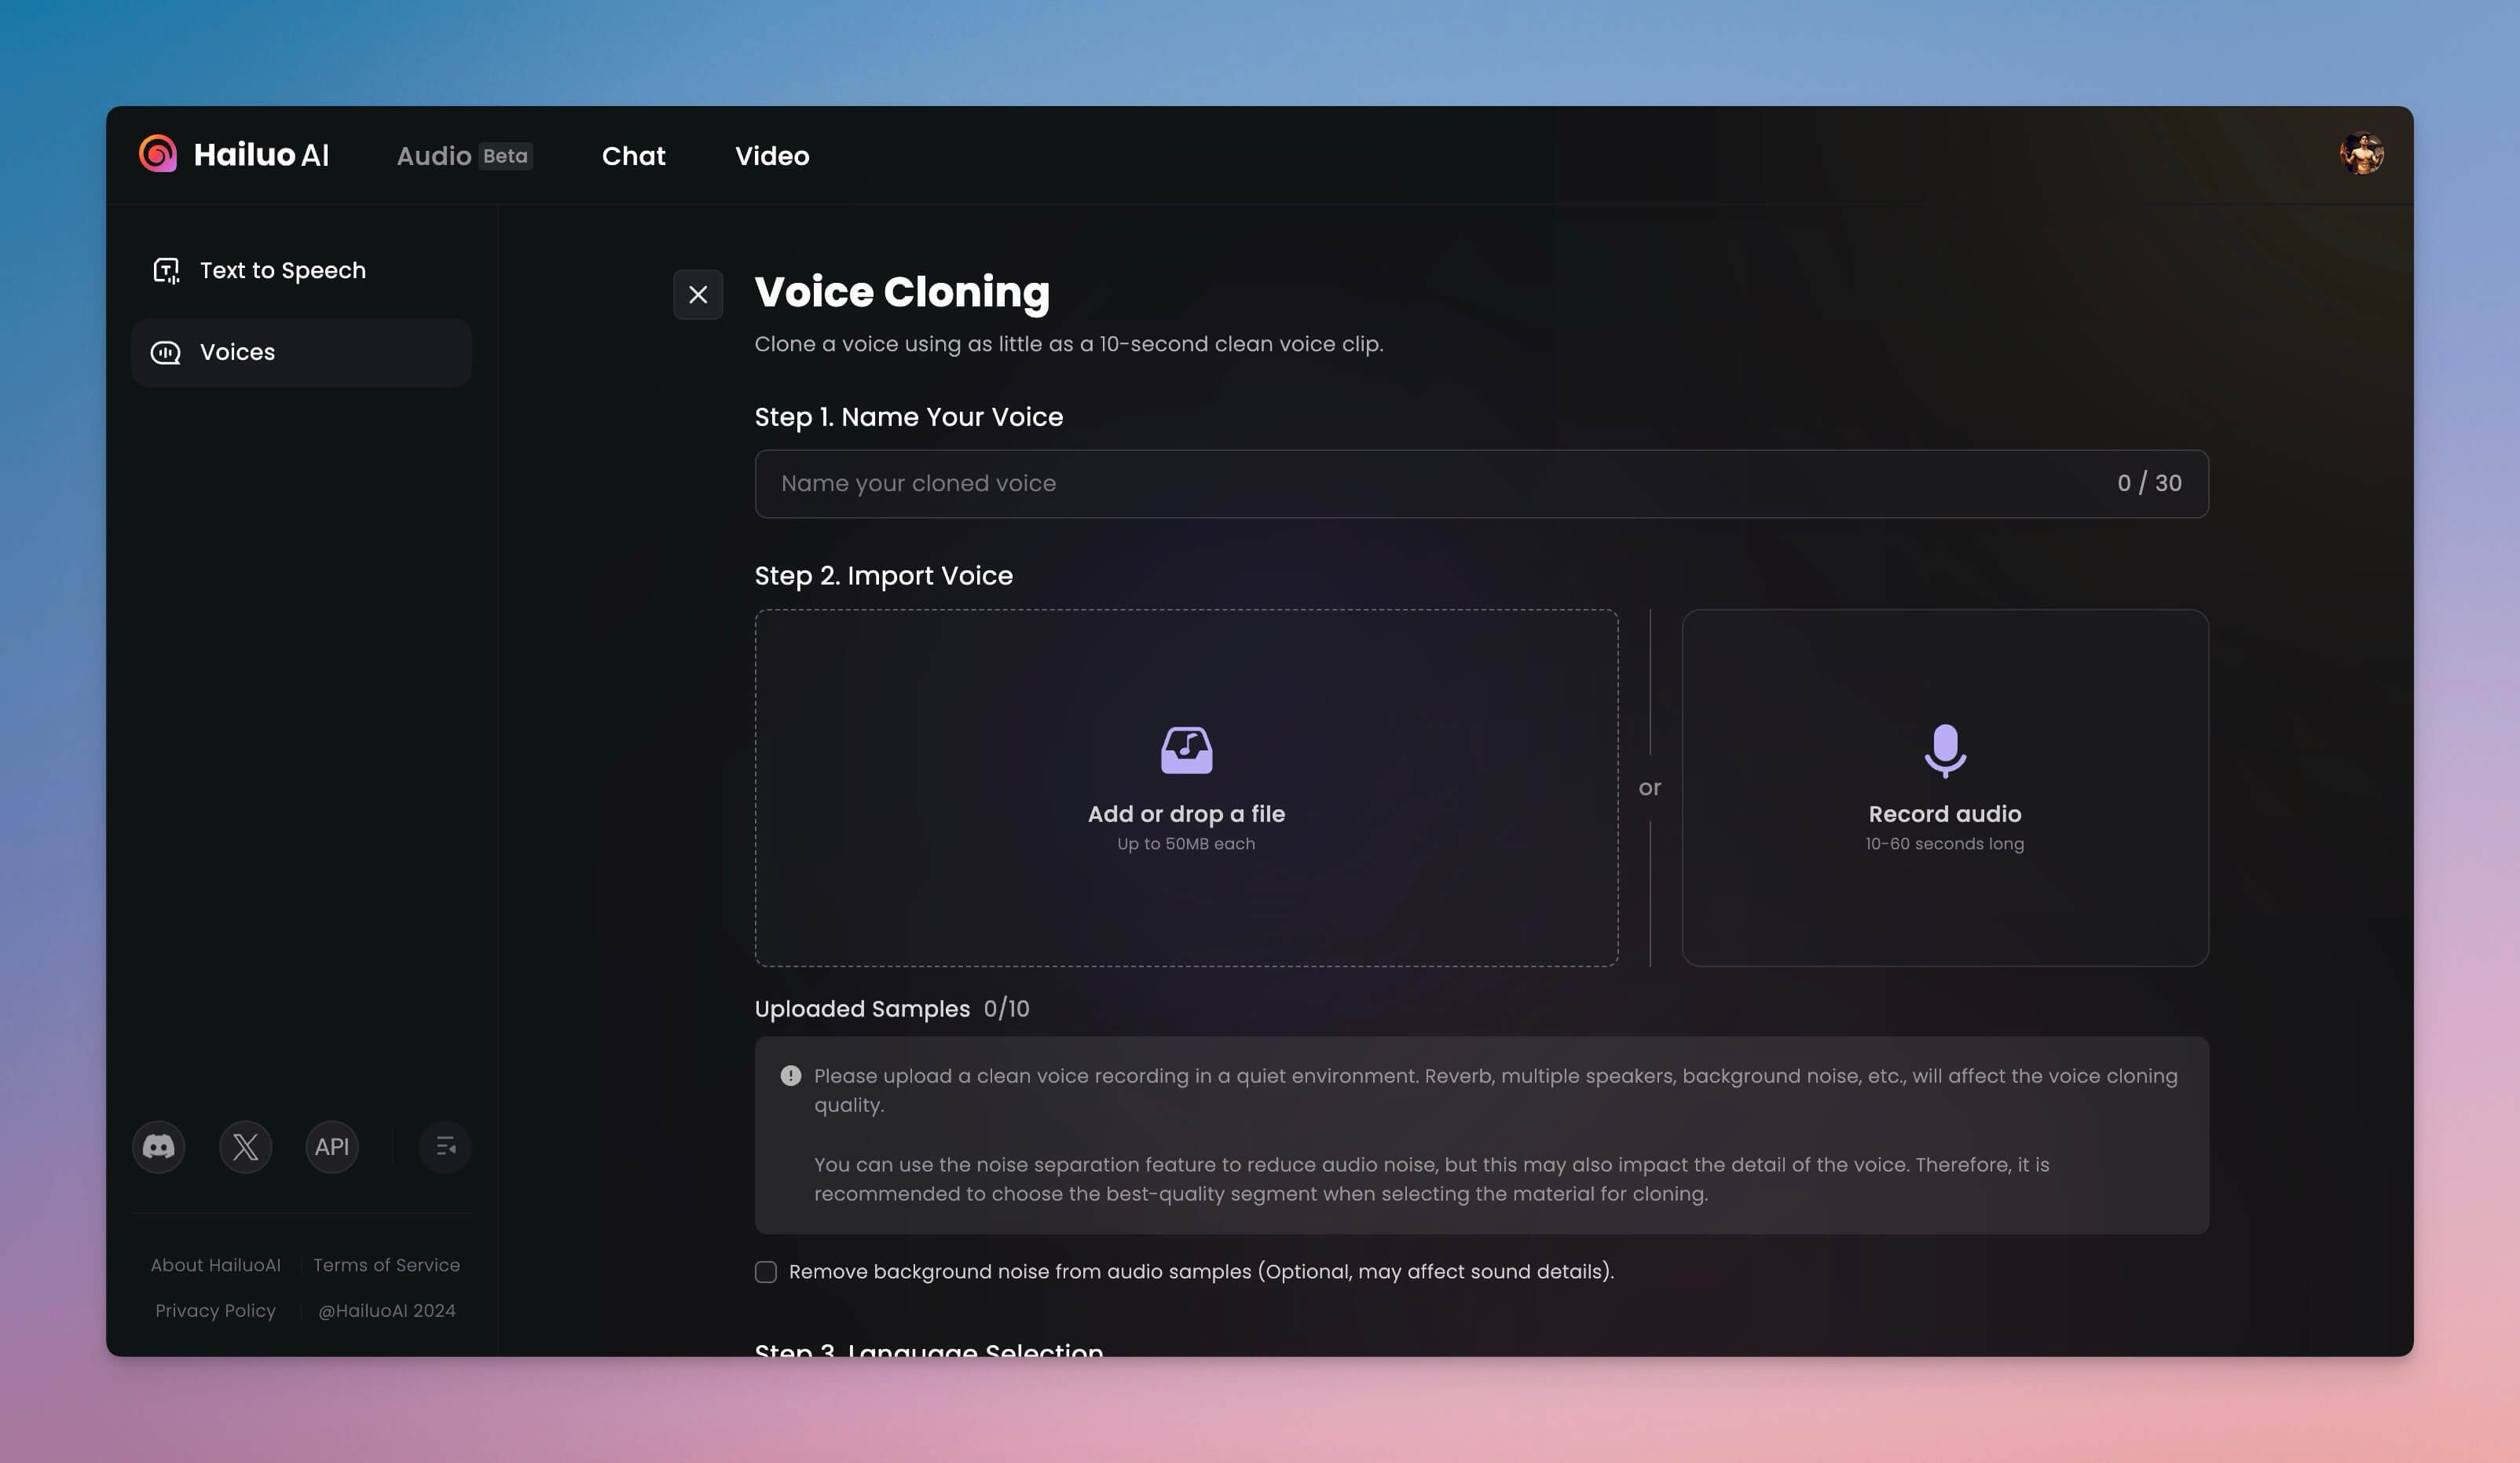 Hailuo AI
Audio Beta
Chat
Video
Text to Speech
Voices
Voice Cloning
Clone a voice using as little as a 10-second clean voice clip.
Step 1. Name Your Voice
Name your cloned voice
0 / 30
Step 2. Import Voice
Add or drop a file
Up to 50MB each
or
Record audio
10-60 seconds long
Uploaded Samples 0/10
Please upload a clean voice recording in a quiet environment. Reverb, multiple speakers, background noise, etc., will affect the voice cloning
quality.
You can use the noise separation feature to reduce audio noise, but this may also impact the detail of the voice. Therefore, it is
recommended to choose the best-quality segment when selecting the material for cloning.
Remove background noise from audio samples (Optional, may affect sound details).
Step 3. Language Selection
API
About HailuoAI
Terms of Service
Privacy Policy
@HailuoAI 2024